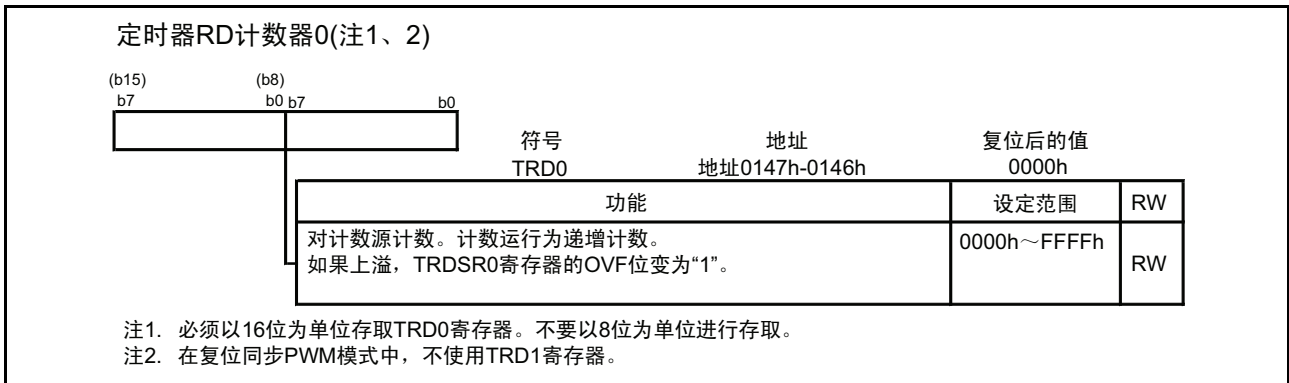 定时器RD计数器0(注1、2)
(b15) (b8)
b7 b0 b7 b0
符号 地址 复位后的值
TRD0 地址0147h-0146h 0000h
功能 设定范围 RW
对计数源计数。计数运行为递增计数。 0000h～FFFFh
如果上溢，TRDSR0寄存器的OVF位变为“1”。 RW
注1. 必须以16位为单位存取TRD0寄存器。不要以8位为单位进行存取。
注2. 在复位同步PWM模式中，不使用TRD1寄存器。